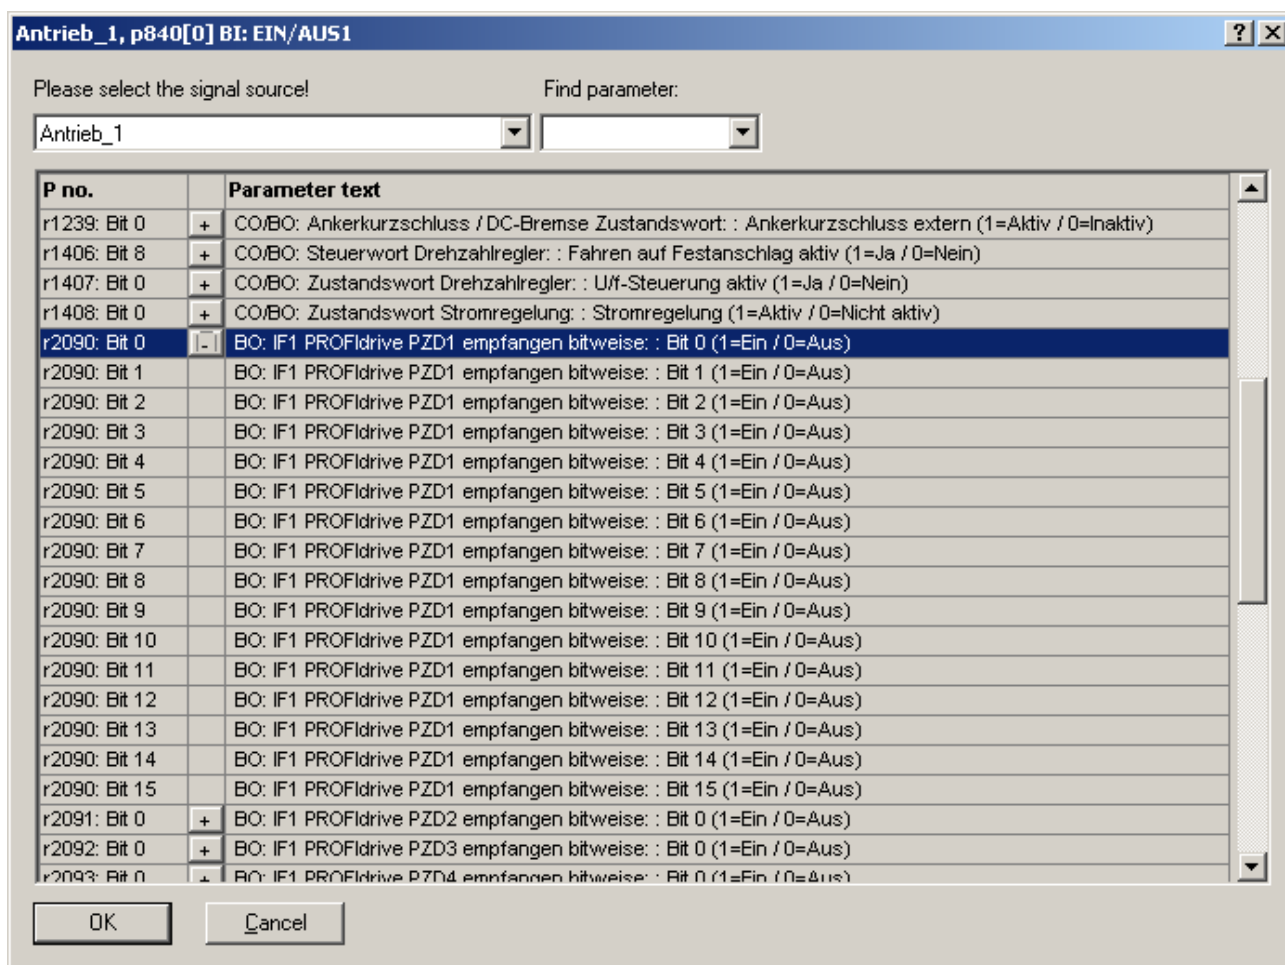 Antrieb_1, p840[0] BI: EIN/AUS1
Please select the signal source! Find parameter:
Antrieb_1
P no. Parameter text
r1239: Bit 0 + CO/BO: Ankerkurzschluss / DC-Bremse Zustandswort: : Ankerkurzschluss extern (1=Aktiv / 0=Inaktiv)
r1406: Bit 8 + CO/BO: Steuerwort Drehzahlregler: : Fahren auf Festanschlag aktiv (1=Ja / 0=Nein)
r1407: Bit 0 + CO/BO: Zustandswort Drehzahlregler: : U/f-Steuerung aktiv (1=Ja / 0=Nein)
r1408: Bit 0 + CO/BO: Zustandswort Stromregelung: : Stromregelung (1=Aktiv / 0=Nicht aktiv)
r2090: Bit 0 - BO: IF1 PROFIdrive PZD1 empfangen bitweise: : Bit 0 (1=Ein / 0=Aus)
r2090: Bit 1 BO: IF1 PROFIdrive PZD1 empfangen bitweise: : Bit 1 (1=Ein / 0=Aus)
r2090: Bit 2 BO: IF1 PROFIdrive PZD1 empfangen bitweise: : Bit 2 (1=Ein / 0=Aus)
r2090: Bit 3 BO: IF1 PROFIdrive PZD1 empfangen bitweise: : Bit 3 (1=Ein / 0=Aus)
r2090: Bit 4 BO: IF1 PROFIdrive PZD1 empfangen bitweise: : Bit 4 (1=Ein / 0=Aus)
r2090: Bit 5 BO: IF1 PROFIdrive PZD1 empfangen bitweise: : Bit 5 (1=Ein / 0=Aus)
r2090: Bit 6 BO: IF1 PROFIdrive PZD1 empfangen bitweise: : Bit 6 (1=Ein / 0=Aus)
r2090: Bit 7 BO: IF1 PROFIdrive PZD1 empfangen bitweise: : Bit 7 (1=Ein / 0=Aus)
r2090: Bit 8 BO: IF1 PROFIdrive PZD1 empfangen bitweise: : Bit 8 (1=Ein / 0=Aus)
r2090: Bit 9 BO: IF1 PROFIdrive PZD1 empfangen bitweise: : Bit 9 (1=Ein / 0=Aus)
r2090: Bit 10 BO: IF1 PROFIdrive PZD1 empfangen bitweise: : Bit 10 (1=Ein / 0=Aus)
r2090: Bit 11 BO: IF1 PROFIdrive PZD1 empfangen bitweise: : Bit 11 (1=Ein / 0=Aus)
r2090: Bit 12 BO: IF1 PROFIdrive PZD1 empfangen bitweise: : Bit 12 (1=Ein / 0=Aus)
r2090: Bit 13 BO: IF1 PROFIdrive PZD1 empfangen bitweise: : Bit 13 (1=Ein / 0=Aus)
r2090: Bit 14 BO: IF1 PROFIdrive PZD1 empfangen bitweise: : Bit 14 (1=Ein / 0=Aus)
r2090: Bit 15 BO: IF1 PROFIdrive PZD1 empfangen bitweise: : Bit 15 (1=Ein / 0=Aus)
r2091: Bit 0 + BO: IF1 PROFIdrive PZD2 empfangen bitweise: : Bit 0 (1=Ein / 0=Aus)
r2092: Bit 0 + BO: IF1 PROFIdrive PZD3 empfangen bitweise: : Bit 0 (1=Ein / 0=Aus)
r2093: Bit 0 + BO: IF1 PROFIdrive PZD4 empfangen bitweise: : Bit 0 (1=Ein / 0=Aus)
OK Cancel